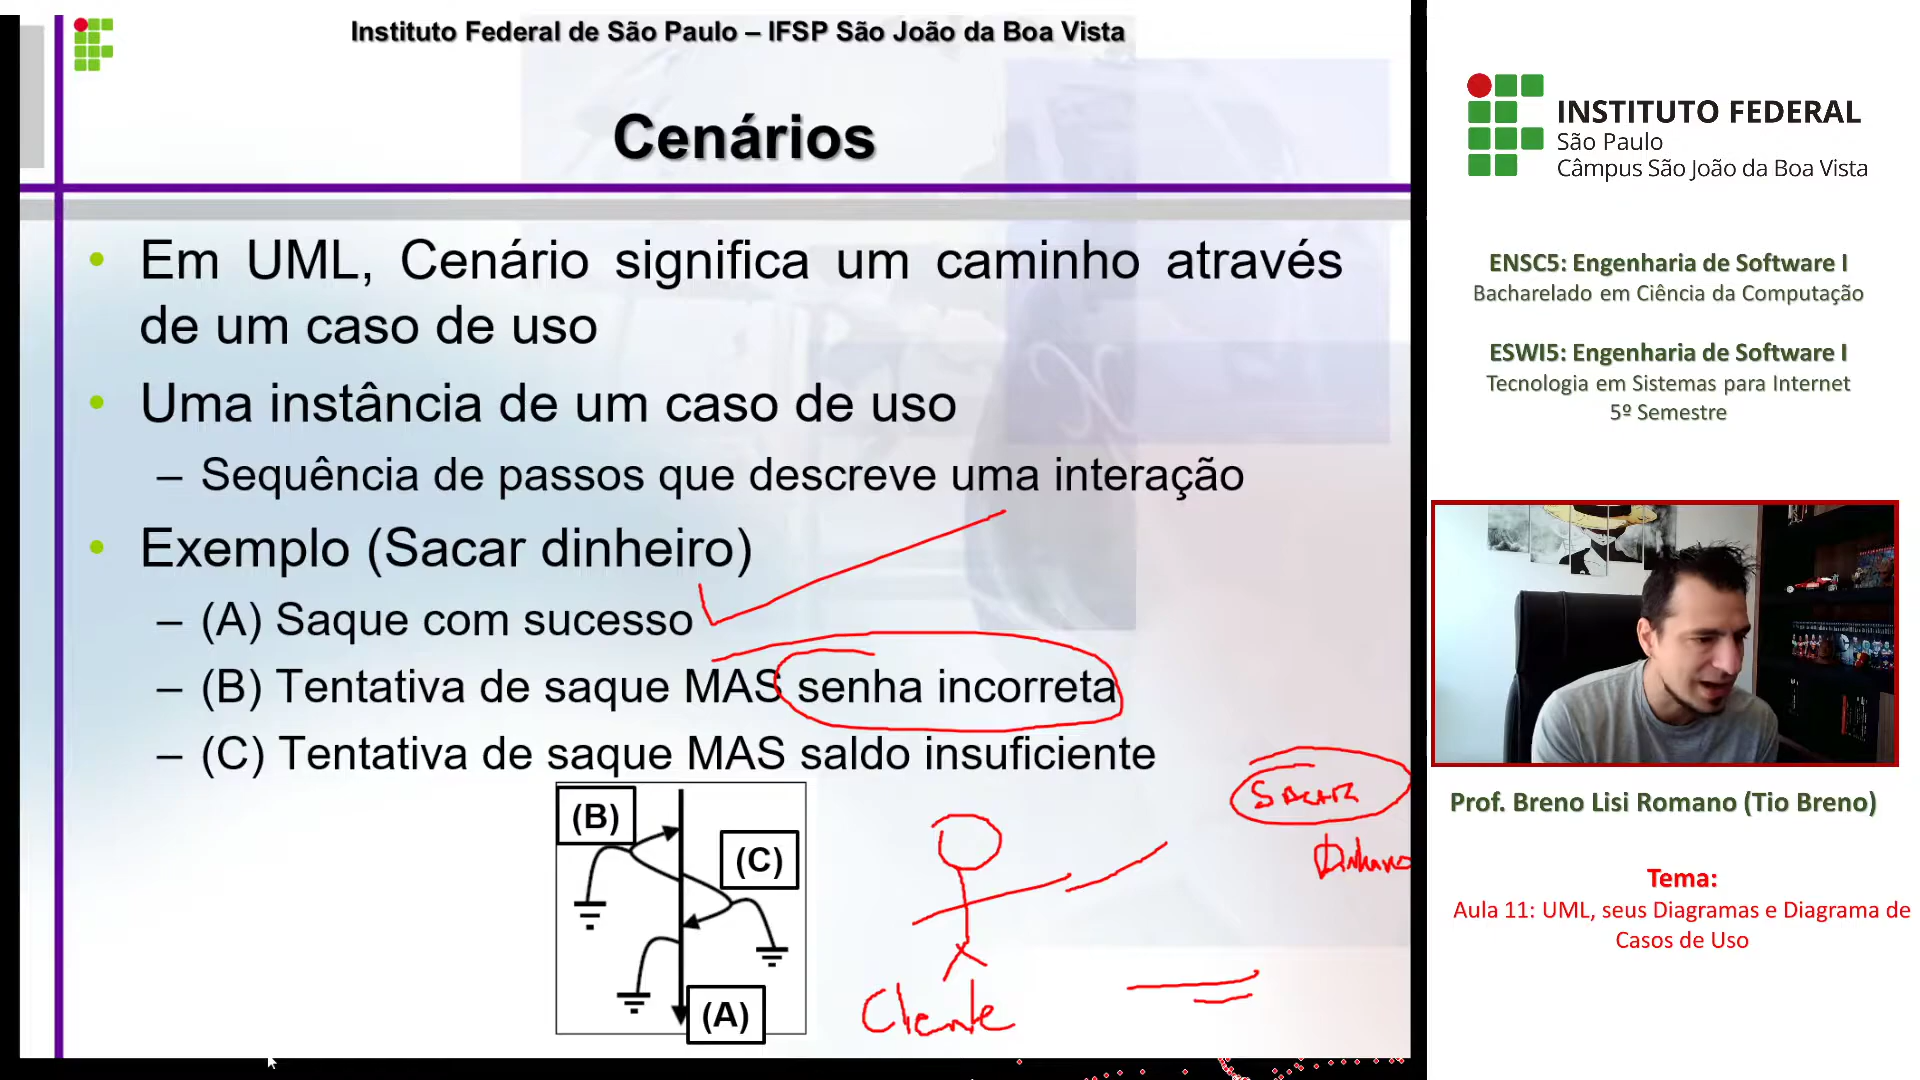 Instituto Federal de São Paulo – IFSP São João da Boa Vista
Cenários
• Em UML, Cenário significa um caminho através
de um caso de uso
• Uma instância de um caso de uso
– Sequência de passos que descreve uma interação
• Exemplo (Sacar dinheiro)
– (A) Saque com sucesso
– (B) Tentativa de saque MAS senha incorreta
– (C) Tentativa de saque MAS saldo insuficiente
(B)
(C)
(A)
Cliente
Sacar
Dinheiro
INSTITUTO FEDERAL
São Paulo
Câmpus São João da Boa Vista
ENSC5: Engenharia de Software I
Bacharelado em Ciência da Computação
ESWI5: Engenharia de Software I
Tecnologia em Sistemas para Internet
5º Semestre
Prof. Breno Lisi Romano (Tio Breno)
Tema:
Aula 11: UML, seus Diagramas e Diagrama de
Casos de Uso